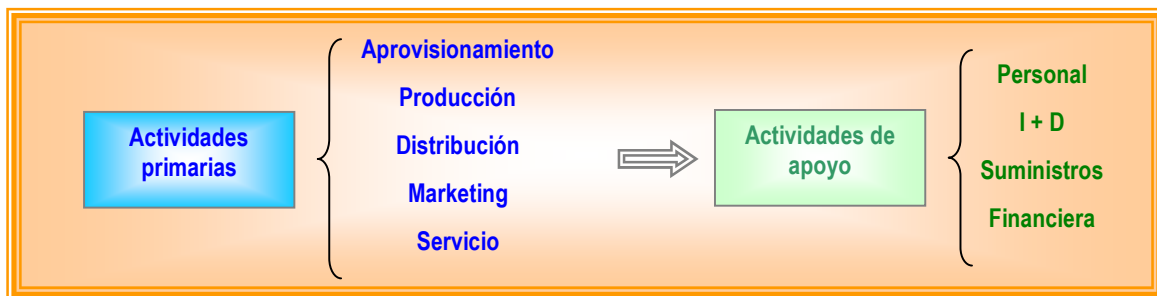 Actividades
primarias
Aprovisionamiento
Producción
Distribución
Marketing
Servicio
Actividades de
apoyo
Personal
I + D
Suministros
Financiera